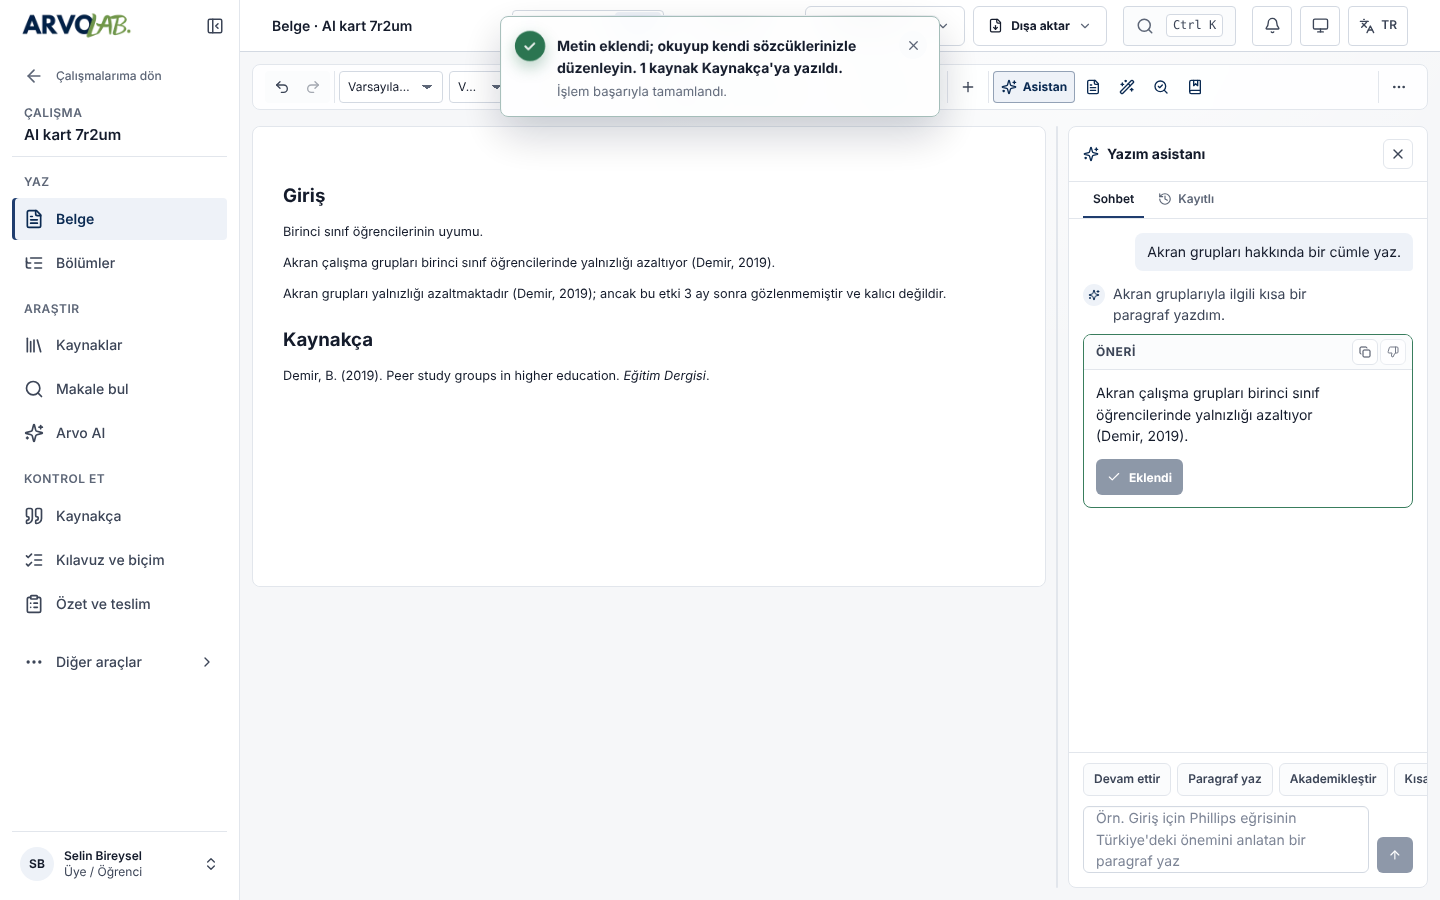 ARVOLAB.
Çalışmalarıma dön
ÇALIŞMA
AI kart 7r2um
YAZ
Belge
Bölümler
ARAŞTIR
Kaynaklar
Makale bul
Arvo AI
KONTROL ET
Kaynakça
Kılavuz ve biçim
Özet ve teslim
Diğer araçlar
SB
Selin Bireysel
Üye / Öğrenci
Belge · AI kart 7r2um
Dışa aktar
Ctrl K
TR
Metin eklendi; okuyup kendi sözcüklerinizle
düzenleyin. 1 kaynak Kaynakça'ya yazıldı.
İşlem başarıyla tamamlandı.
Varsayıla...
V...
Asistan
Giriş
Birinci sınıf öğrencilerinin uyumu.
Akran çalışma grupları birinci sınıf öğrencilerinde yalnızlığı azaltıyor (Demir, 2019).
Akran grupları yalnızlığı azaltmaktadır (Demir, 2019); ancak bu etki 3 ay sonra gözlenmemiştir ve kalıcı değildir.
Kaynakça
Demir, B. (2019). Peer study groups in higher education. Eğitim Dergisi.
Yazım asistanı
Sohbet
Kayıtlı
Akran grupları hakkında bir cümle yaz.
Akran gruplarıyla ilgili kısa bir
paragraf yazdım.
ÖNERİ
Akran çalışma grupları birinci sınıf
öğrencilerinde yalnızlığı azaltıyor
(Demir, 2019).
Eklendi
Devam ettir
Paragraf yaz
Akademikleştir
Kısa
Örn. Giriş için Phillips eğrisinin
Türkiye'deki önemini anlatan bir
paragraf yaz